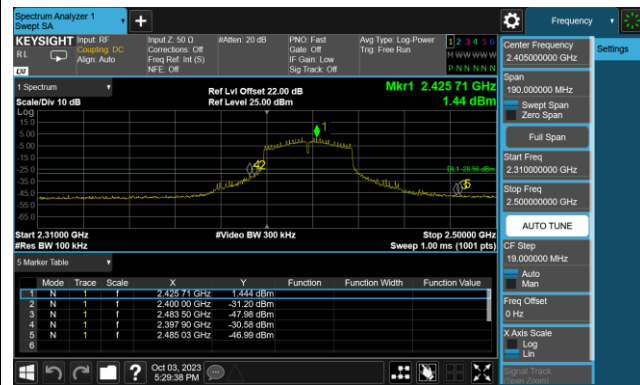 Spectrum Analyzer 1
Swept SA
Frequency
KEYSIGHT
RL
LXI
Input: RF
Coupling: DC
Align: Auto
Input Z: 50 Ω
Corrections: Off
Freq Ref: Int (S)
NFE: Off
#Atten: 20 dB
PNO: Fast
Gate: Off
IF Gain: Low
Sig Track: Off
Avg Type: Log-Power
Trig: Free Run
1 2 3 4 5 6
M W W W W W
P N N N N N
1 Spectrum
Scale/Div 10 dB
Ref Lvl Offset 22.00 dB
Ref Level 25.00 dBm
Mkr1 2.425 71 GHz
1.44 dBm
Log
15.0
5.00
-5.00
-15.0
-25.0
-35.0
-45.0
-55.0
-65.0
1
DL1 -28.56 dBm
Start 2.31000 GHz
#Res BW 100 kHz
#Video BW 300 kHz
Stop 2.50000 GHz
Sweep 1.00 ms (1001 pts)
5 Marker Table
Mode Trace Scale X Y Function Function Width Function Value
1 N 1 f 2.425 71 GHz 1.444 dBm
2 N 1 f 2.400 00 GHz -31.20 dBm
3 N 1 f 2.483 50 GHz -47.98 dBm
4 N 1 f 2.397 90 GHz -30.58 dBm
5 N 1 f 2.485 03 GHz -46.99 dBm
6
Oct 03, 2023
5:29:38 PM
Center Frequency
2.405000000 GHz
Settings
Span
190.000000 MHz
Swept Span
Zero Span
Full Span
Start Freq
2.310000000 GHz
Stop Freq
2.500000000 GHz
AUTO TUNE
CF Step
19.000000 MHz
Auto
Man
Freq Offset
0 Hz
X Axis Scale
Log
Lin
Signal Track
(Span Zoom)